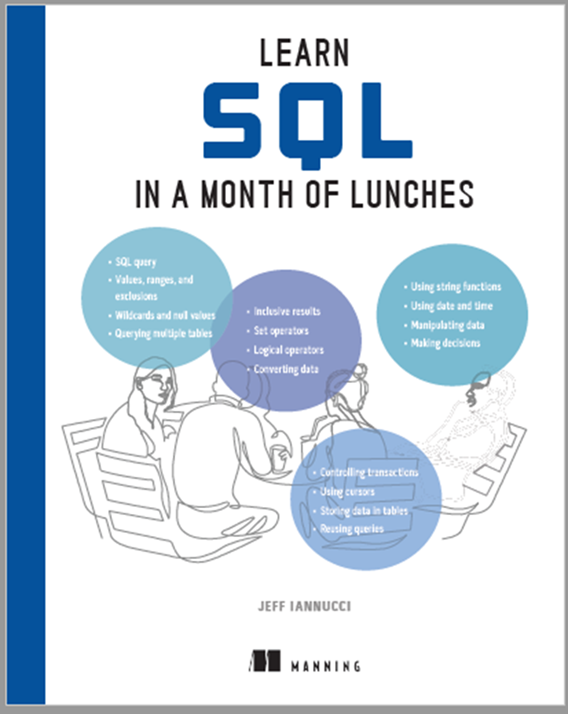 LEARN
SQL
IN A MONTH OF LUNCHES
• SQL query
• Values, ranges, and
exclusions
• Wildcards and null values
• Querying multiple tables
• Inclusive results
• Set operators
• Logical operators
• Converting data
• Using string functions
• Using date and time
• Manipulating data
• Making decisions
• Controlling transactions
• Using cursors
• Storing data in tables
• Reusing queries
JEFF IANNUCCI
MANNING